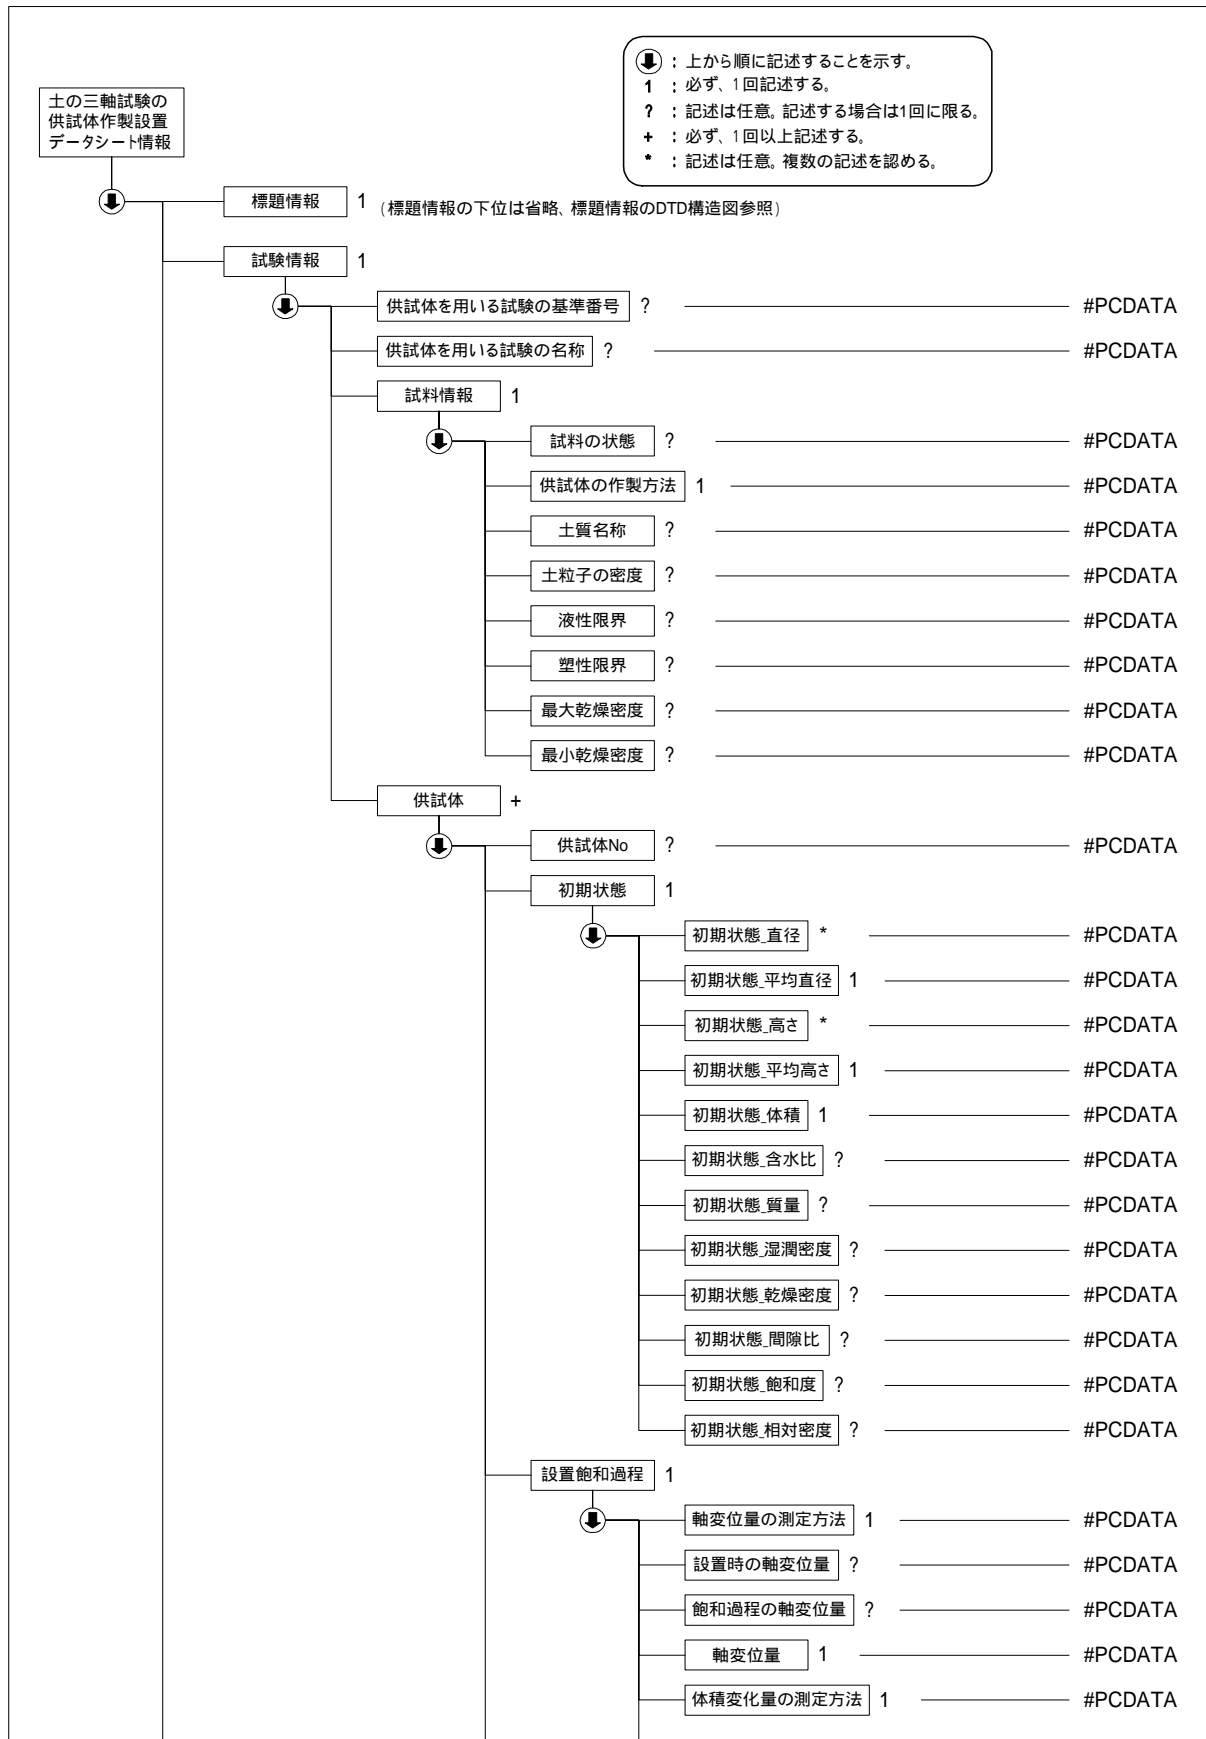 ：上から順に記述することを示す。
1 ：必ず、1回記述する。
? ：記述は任意。記述する場合は1回に限る。
+ ：必ず、1回以上記述する。
* ：記述は任意。複数の記述を認める。
土の三軸試験の
供試体作製設置
データシート情報
標題情報 1 (標題情報の下位は省略、標題情報のDTD構造図参照)
試験情報 1
供試体を用いる試験の基準番号 ? #PCDATA
供試体を用いる試験の名称 ? #PCDATA
試料情報 1
試料の状態 ? #PCDATA
供試体の作製方法 1 #PCDATA
土質名称 ? #PCDATA
土粒子の密度 ? #PCDATA
液性限界 ? #PCDATA
塑性限界 ? #PCDATA
最大乾燥密度 ? #PCDATA
最小乾燥密度 ? #PCDATA
供試体 +
供試体No ? #PCDATA
初期状態 1
初期状態_直径 * #PCDATA
初期状態_平均直径 1 #PCDATA
初期状態_高さ * #PCDATA
初期状態_平均高さ 1 #PCDATA
初期状態_体積 1 #PCDATA
初期状態_含水比 ? #PCDATA
初期状態_質量 ? #PCDATA
初期状態_湿潤密度 ? #PCDATA
初期状態_乾燥密度 ? #PCDATA
初期状態_間隙比 ? #PCDATA
初期状態_飽和度 ? #PCDATA
初期状態_相対密度 ? #PCDATA
設置飽和過程 1
軸変位量の測定方法 1 #PCDATA
設置時の軸変位量 ? #PCDATA
飽和過程の軸変位量 ? #PCDATA
軸変位量 1 #PCDATA
体積変化量の測定方法 1 #PCDATA